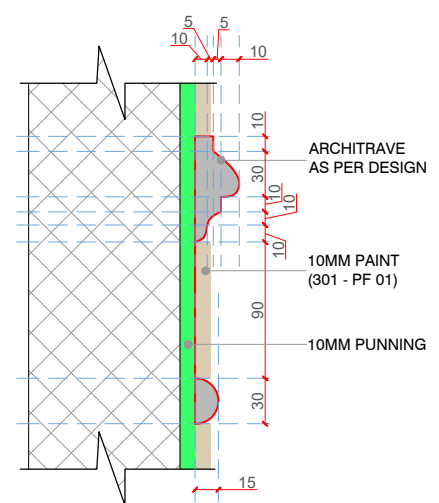 5
5
10
10
10
ARCHITRAVE
AS PER DESIGN
30
10
10
10
10MM PAINT
(301 - PF 01)
90
10MM PUNNING
30
15